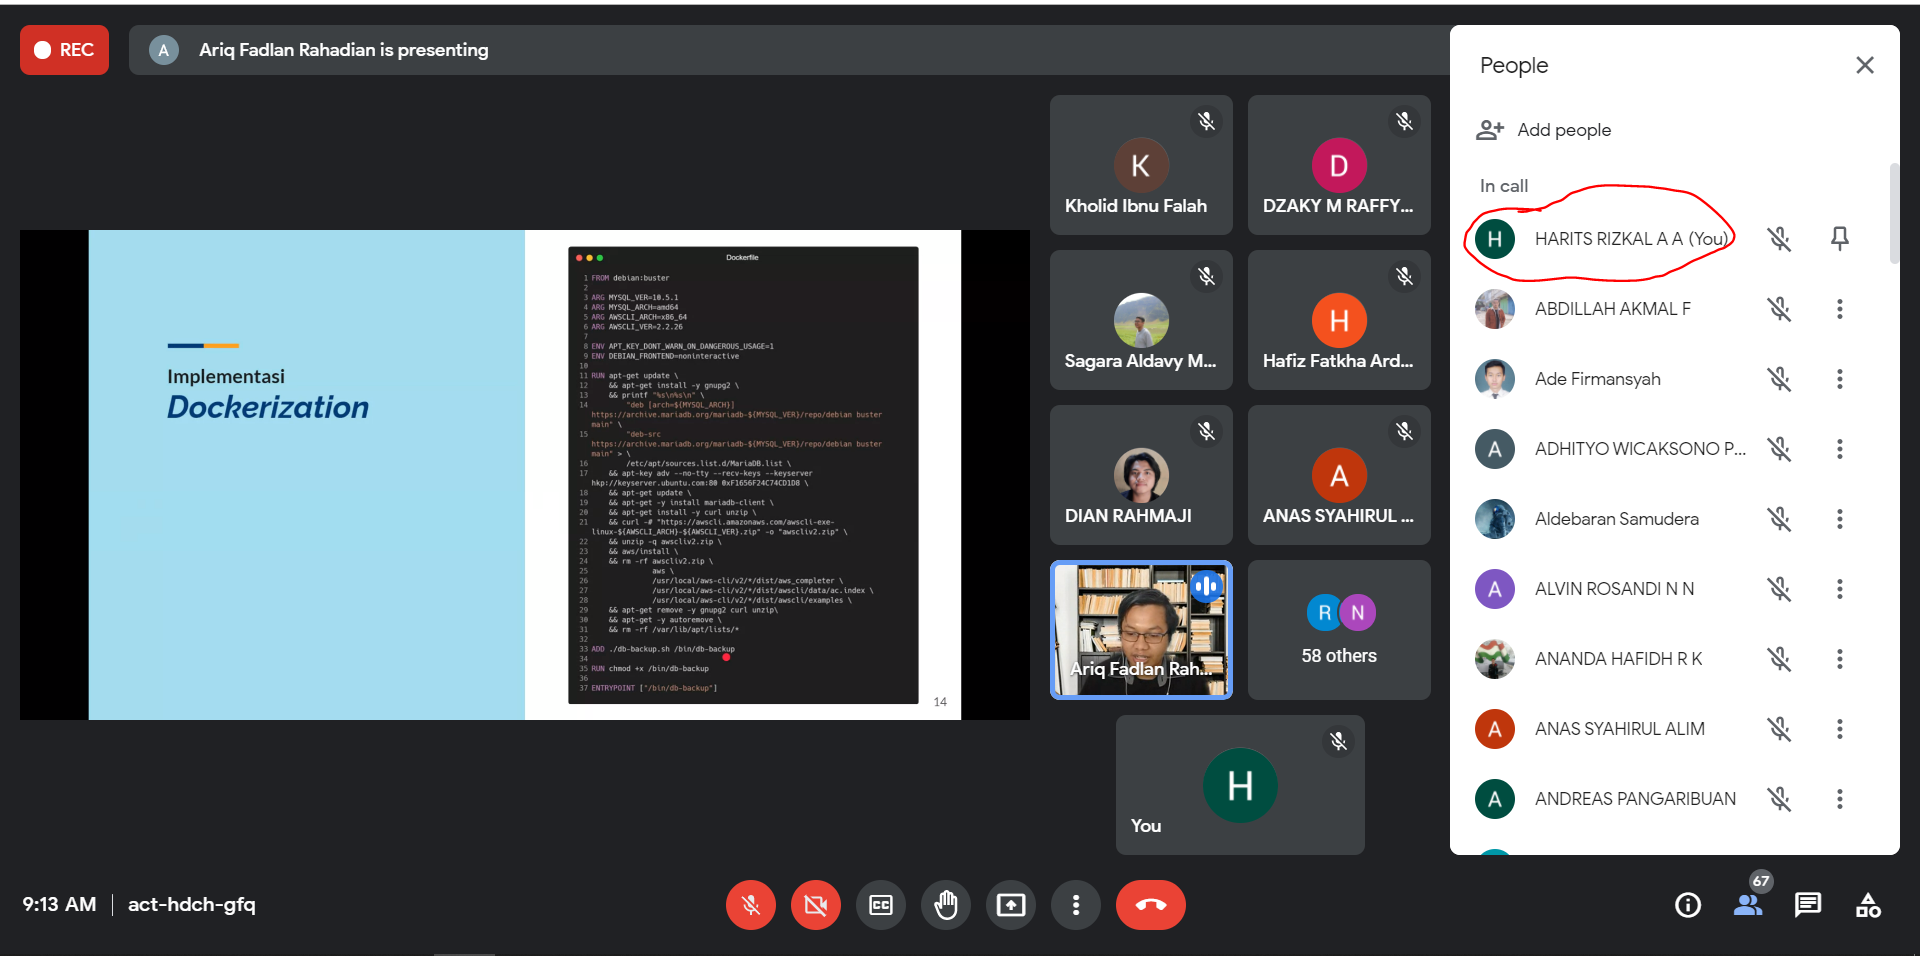 REC
A
Ariq Fadlan Rahadian is presenting
Implementasi
Dockerization
Dockerfile
1 FROM debian:buster
2
3 ARG MYSQL_VER=10.5.1
4 ARG MYSQL_ARCH=amd64
5 ARG AWSCLI_ARCH=x86_64
6 ARG AWSCLI_VER=2.2.26
7
8 ENV APT_KEY_DONT_WARN_ON_DANGEROUS_USAGE=1
9 ENV DEBIAN_FRONTEND=noninteractive
10
11 RUN apt-get update \
12 && apt-get install -y gnupg2 \
13 && printf "%s\n%s\n" \
14 "deb [arch=${MYSQL_ARCH}]
https://archive.mariadb.org/mariadb-${MYSQL_VER}/repo/debian buster
main" \
15 "deb-src
https://archive.mariadb.org/mariadb-${MYSQL_VER}/repo/debian buster
main" > \
16 /etc/apt/sources.list.d/MariaDB.list \
17 && apt-key adv --no-tty --recv-keys --keyserver
hkp://keyserver.ubuntu.com:80 0xF1656F24C74CD1D8 \
18 && apt-get update \
19 && apt-get -y install mariadb-client \
20 && apt-get install -y curl unzip \
21 && curl -# "https://awscli.amazonaws.com/awscli-exe-
linux-${AWSCLI_ARCH}-${AWSCLI_VER}.zip" -o "awscliv2.zip" \
22 && unzip -q awscliv2.zip \
23 && aws/install \
24 && rm -rf awscliv2.zip \
25 aws \
26 /usr/local/aws-cli/v2/*/dist/aws_completer \
27 /usr/local/aws-cli/v2/*/dist/awscli/data/ac.index \
28 /usr/local/aws-cli/v2/*/dist/awscli/examples \
29 && apt-get remove -y gnupg2 curl unzip\
30 && apt-get -y autoremove \
31 && rm -rf /var/lib/apt/lists/*
32
33 ADD ./db-backup.sh /bin/db-backup
34
35 RUN chmod +x /bin/db-backup
36
37 ENTRYPOINT ["/bin/db-backup"]
14
K
Kholid Ibnu Falah
D
DZAKY M RAFFY...
Sagara Aldavy M...
H
Hafiz Fatkha Ard...
DIAN RAHMAJI
A
ANAS SYAHIRUL ...
Ariq Fadlan Rah...
R N
58 others
H
You
People
Add people
In call
H
HARITS RIZKAL A A (You)
ABDILLAH AKMAL F
Ade Firmansyah
A
ADHITYO WICAKSONO P...
Aldebaran Samudera
A
ALVIN ROSANDI N N
ANANDA HAFIDH R K
A
ANAS SYAHIRUL ALIM
A
ANDREAS PANGARIBUAN
9:13 AM | act-hdch-gfq
CC
67